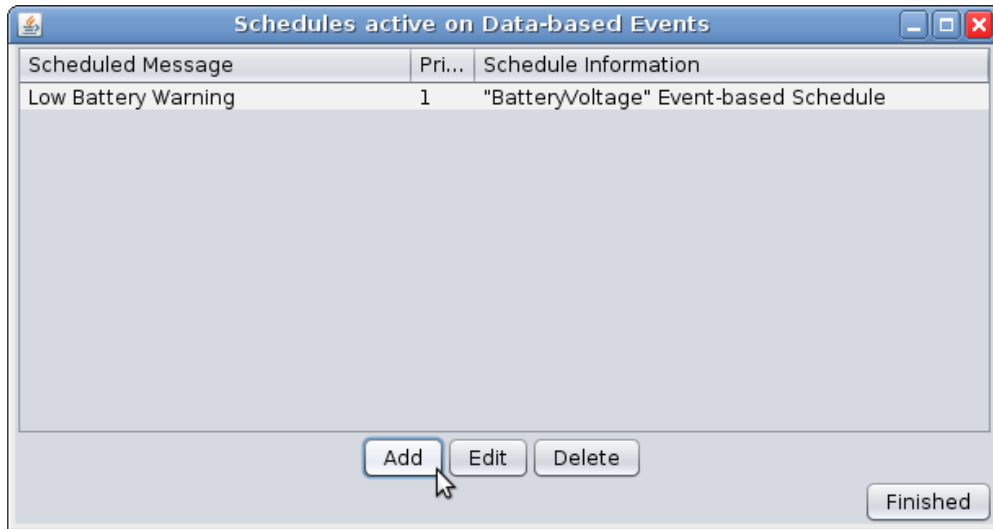 Schedules active on Data-based Events
Scheduled Message Pri... Schedule Information
Low Battery Warning 1 "BatteryVoltage" Event-based Schedule
Add Edit Delete
Finished